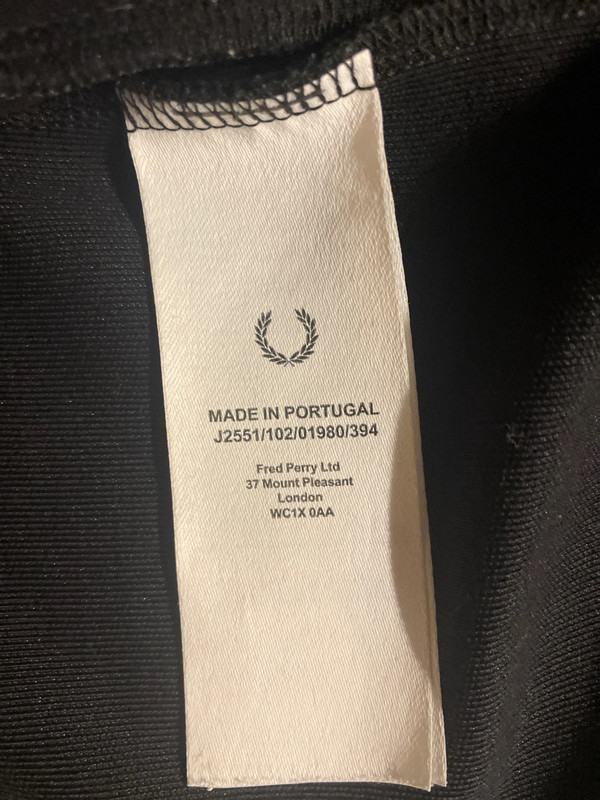 MADE IN PORTUGAL
J2551/102/01980/394
Fred Perry Ltd
37 Mount Pleasant
London
WC1X 0AA